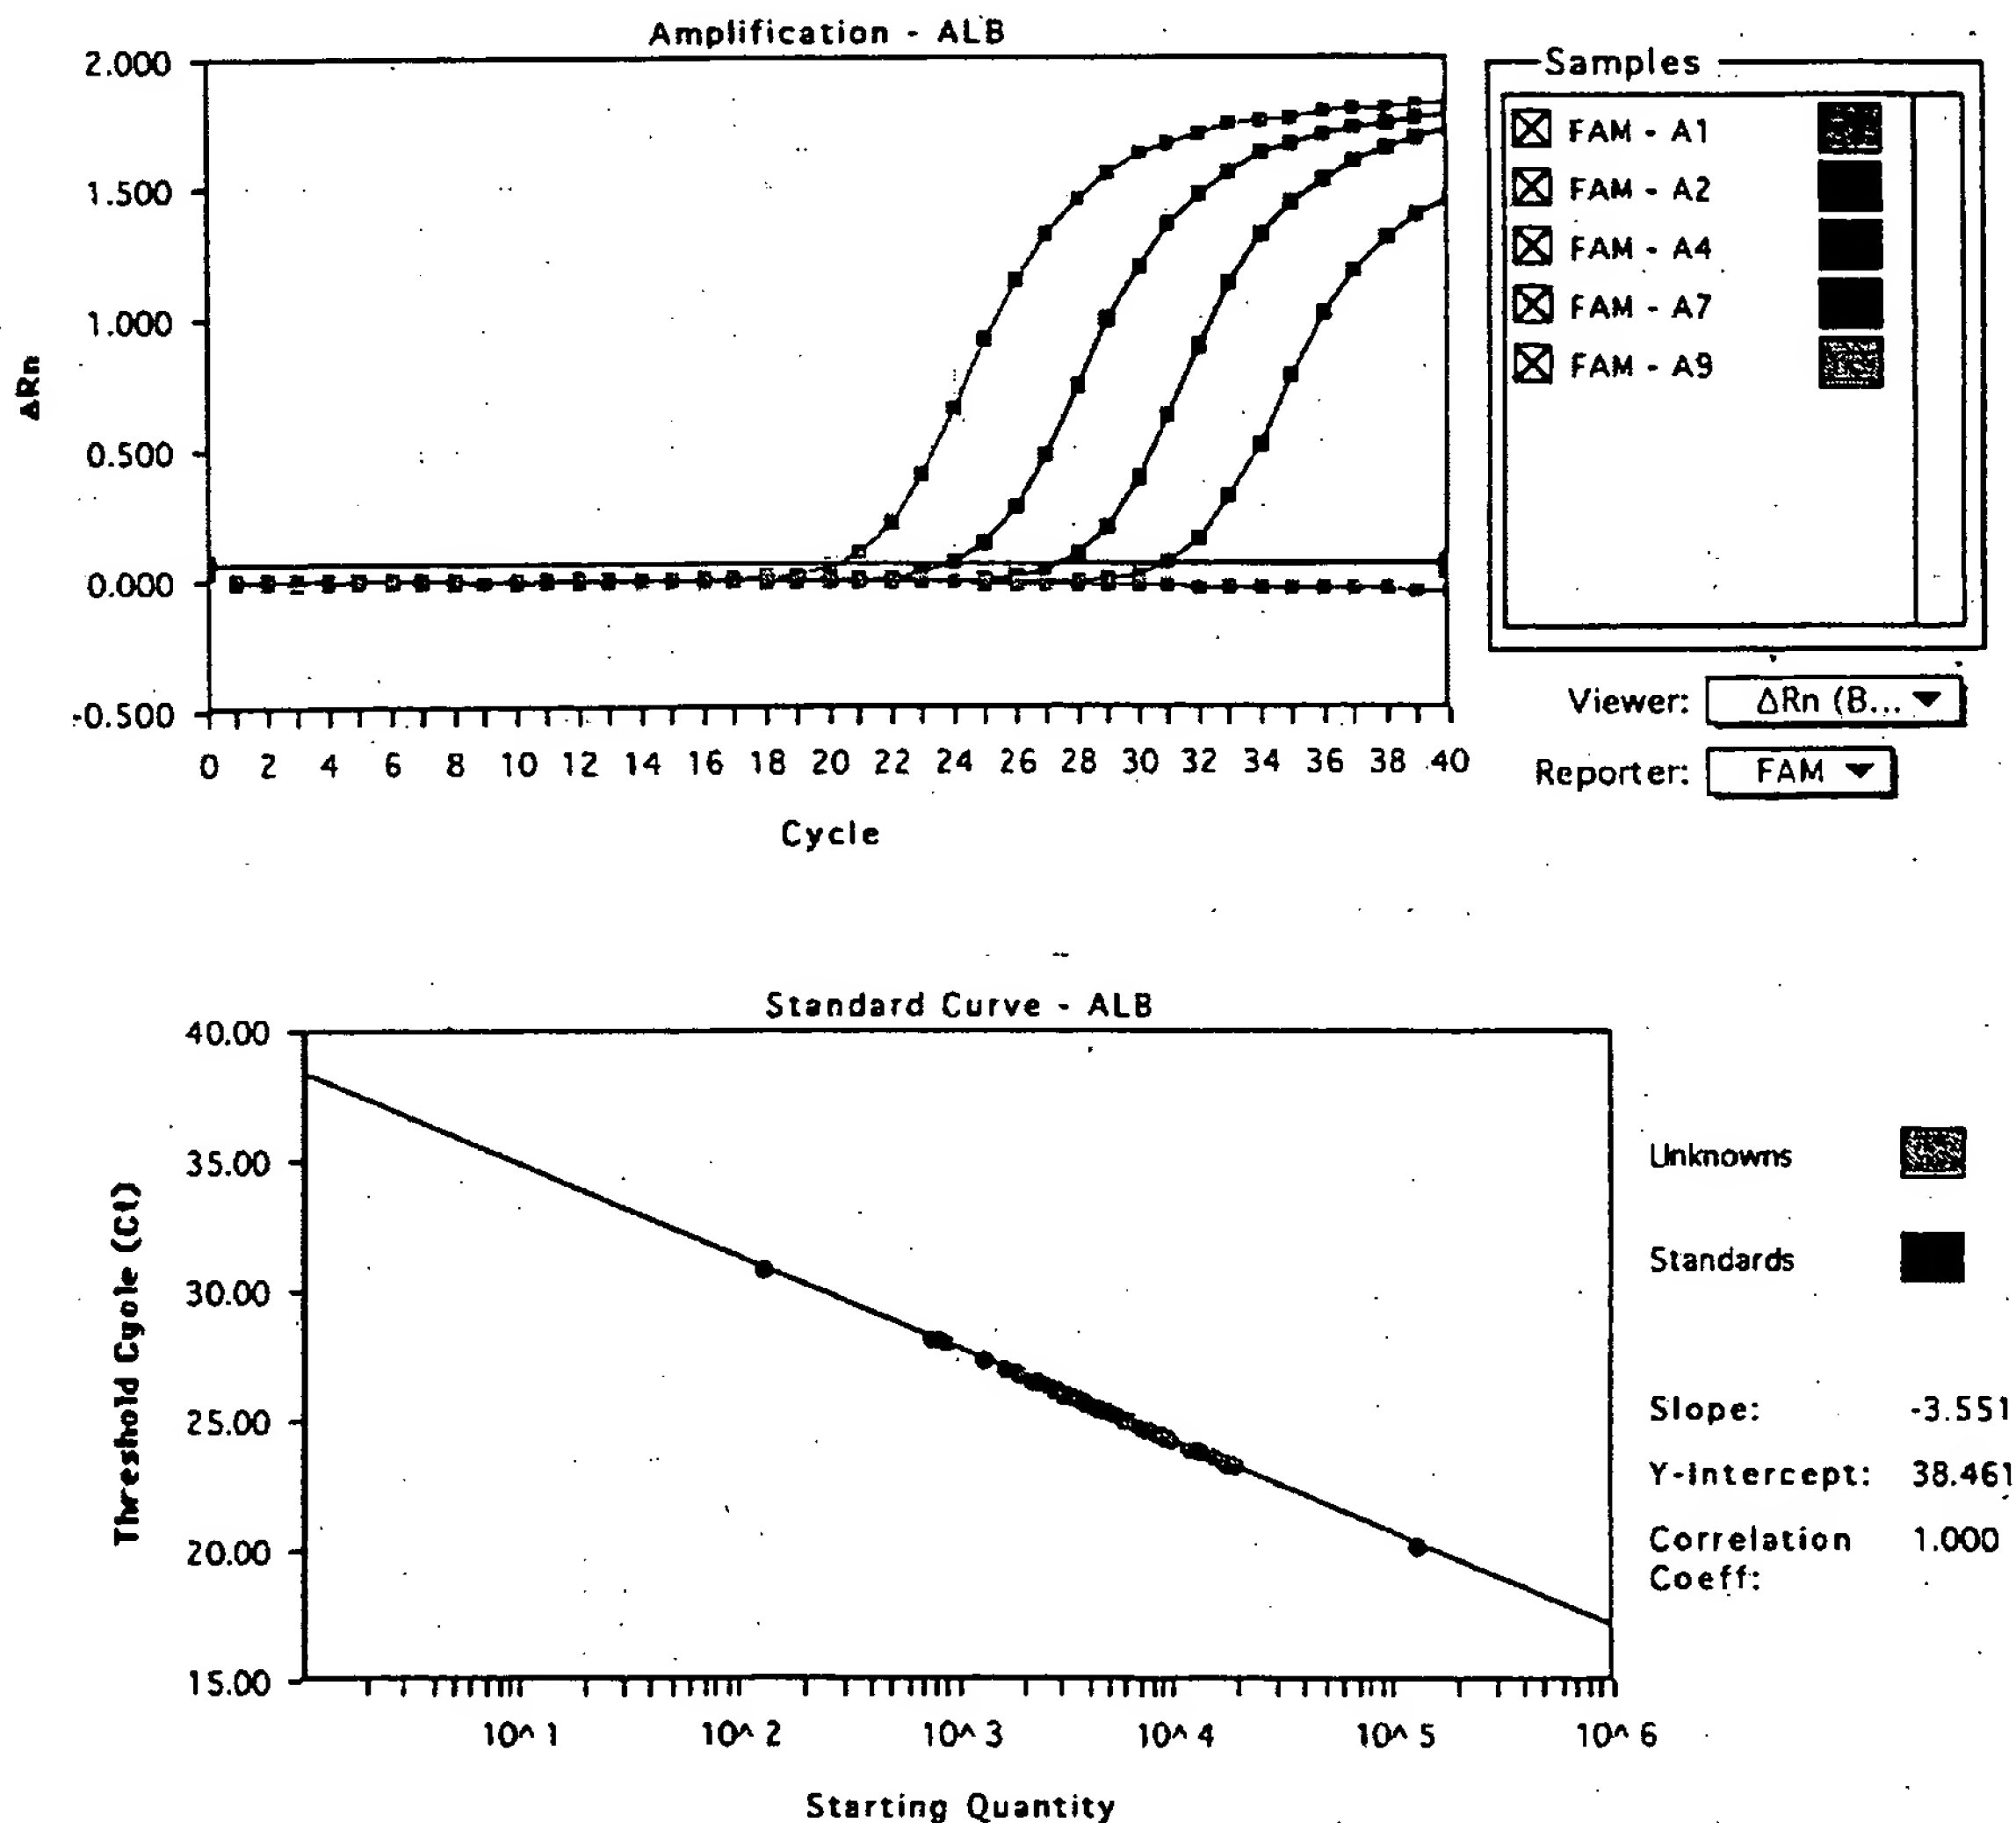 Amplification - ALB
2.000
1.500
1.000
0.500
0.000
-0.500
ΔRn
0 2 4 6 8 10 12 14 16 18 20 22 24 26 28 30 32 34 36 38 40
Cycle
Samples
FAM - A1
FAM - A2
FAM - A4
FAM - A7
FAM - A9
Viewer: ΔRn (B...
Reporter: FAM
Standard Curve - ALB
40.00
35.00
30.00
25.00
20.00
15.00
Threshold Cycle (Ct)
10^1 10^2 10^3 10^4 10^5 10^6
Starting Quantity
Unknowns
Standards
Slope: -3.551
Y-Intercept: 38.461
Correlation 1.000
Coeff: